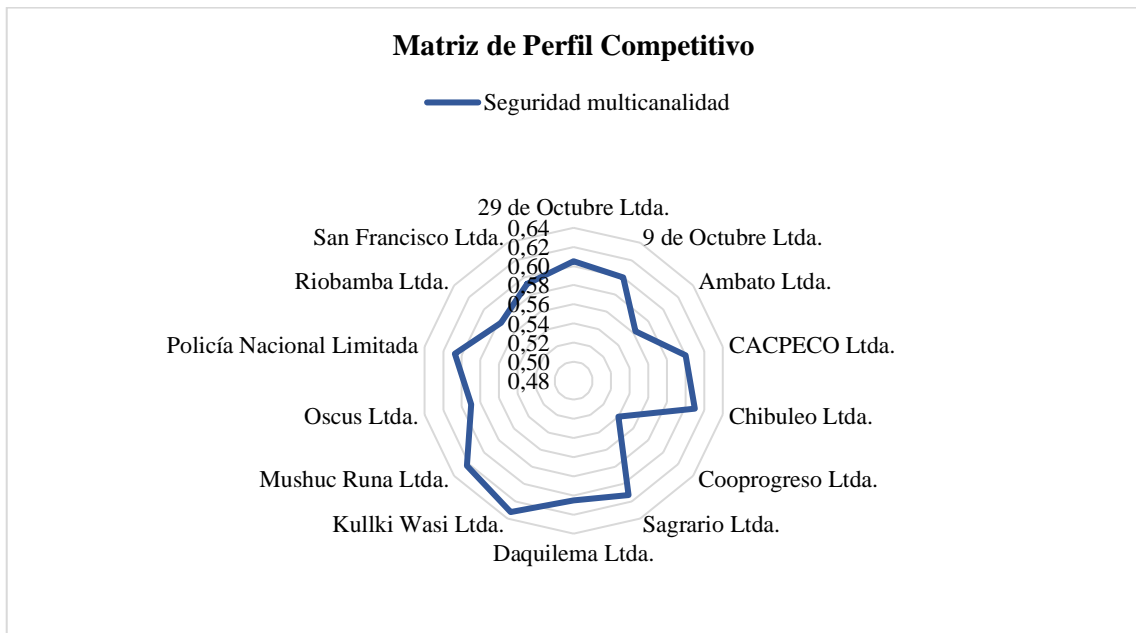 Matriz de Perfil Competitivo
Seguridad multicanalidad
29 de Octubre Ltda.
9 de Octubre Ltda.
Ambato Ltda.
CACPECO Ltda.
Chibuleo Ltda.
Cooprogreso Ltda.
Sagrario Ltda.
Daquilema Ltda.
Kullki Wasi Ltda.
Mushuc Runa Ltda.
Oscus Ltda.
Policía Nacional Limitada
Riobamba Ltda.
San Francisco Ltda.
0,64
0,62
0,60
0,58
0,56
0,54
0,52
0,50
0,48